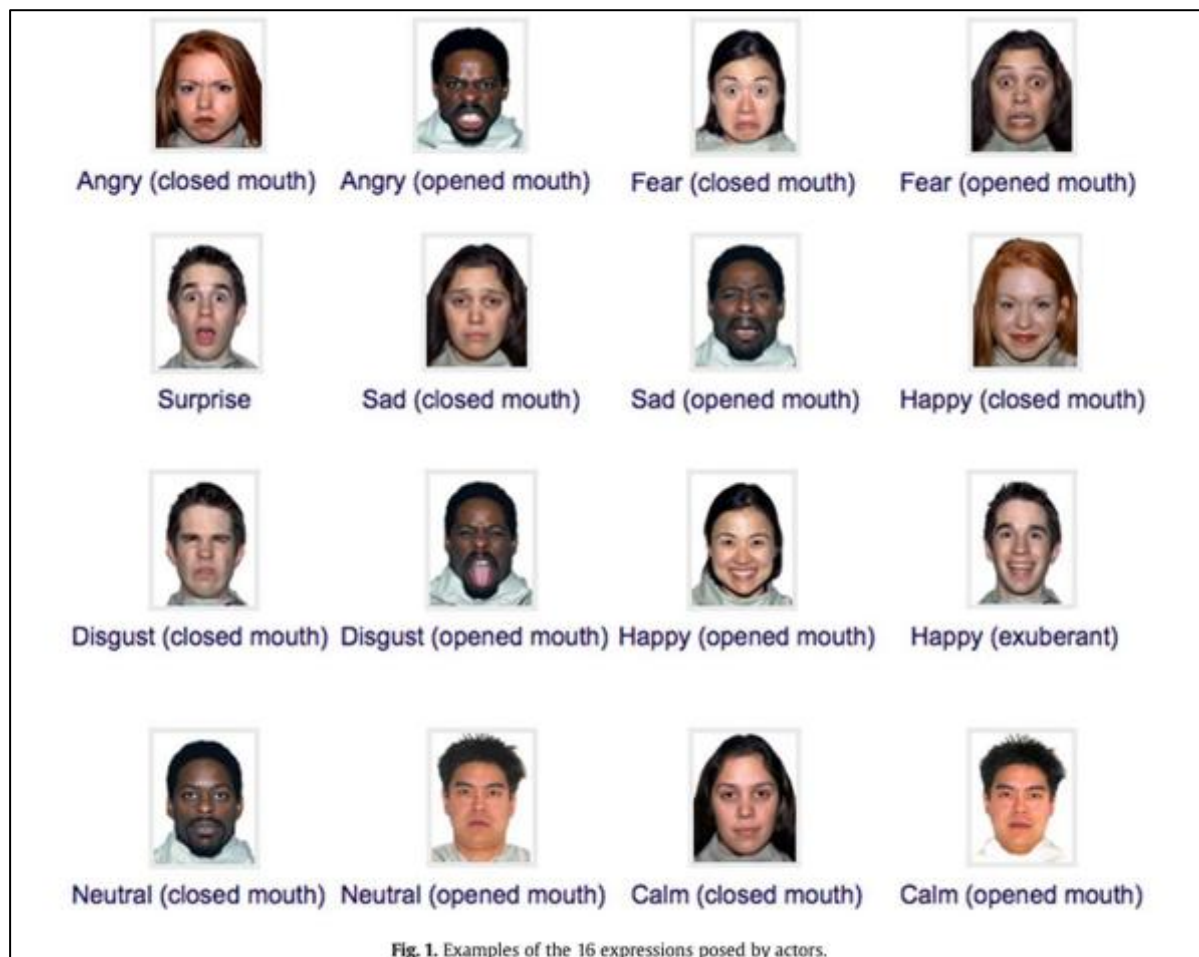 Angry (closed mouth) Angry (opened mouth) Fear (closed mouth) Fear (opened mouth)
Surprise Sad (closed mouth) Sad (opened mouth) Happy (closed mouth)
Disgust (closed mouth) Disgust (opened mouth) Happy (opened mouth) Happy (exuberant)
Neutral (closed mouth) Neutral (opened mouth) Calm (closed mouth) Calm (opened mouth)
Fig. 1. Examples of the 16 expressions posed by actors.